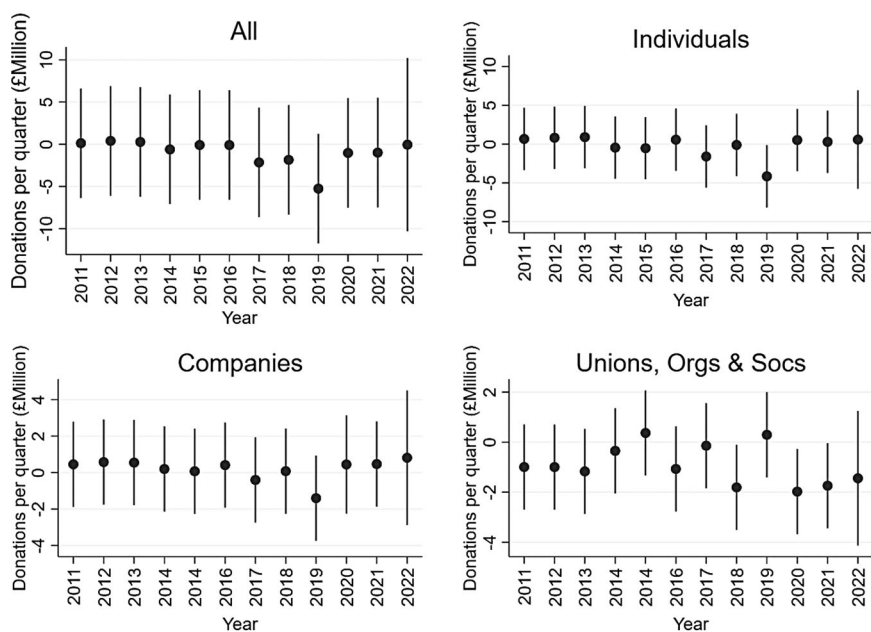 All
Donations per quarter (£Million)
10
5
0
-5
-10
2011 2012 2013 2014 2015 2016 2017 2018 2019 2020 2021 2022
Year
Individuals
Donations per quarter (£Million)
10
5
0
-5
-10
2011 2012 2013 2014 2015 2016 2017 2018 2019 2020 2021 2022
Year
Companies
Donations per quarter (£Million)
4
2
0
-2
-4
2011 2012 2013 2014 2014 2016 2017 2018 2019 2020 2021 2022
Year
Unions, Orgs & Socs
Donations per quarter (£Million)
2
0
-2
-4
2011 2012 2013 2014 2014 2016 2017 2018 2019 2020 2021 2022
Year